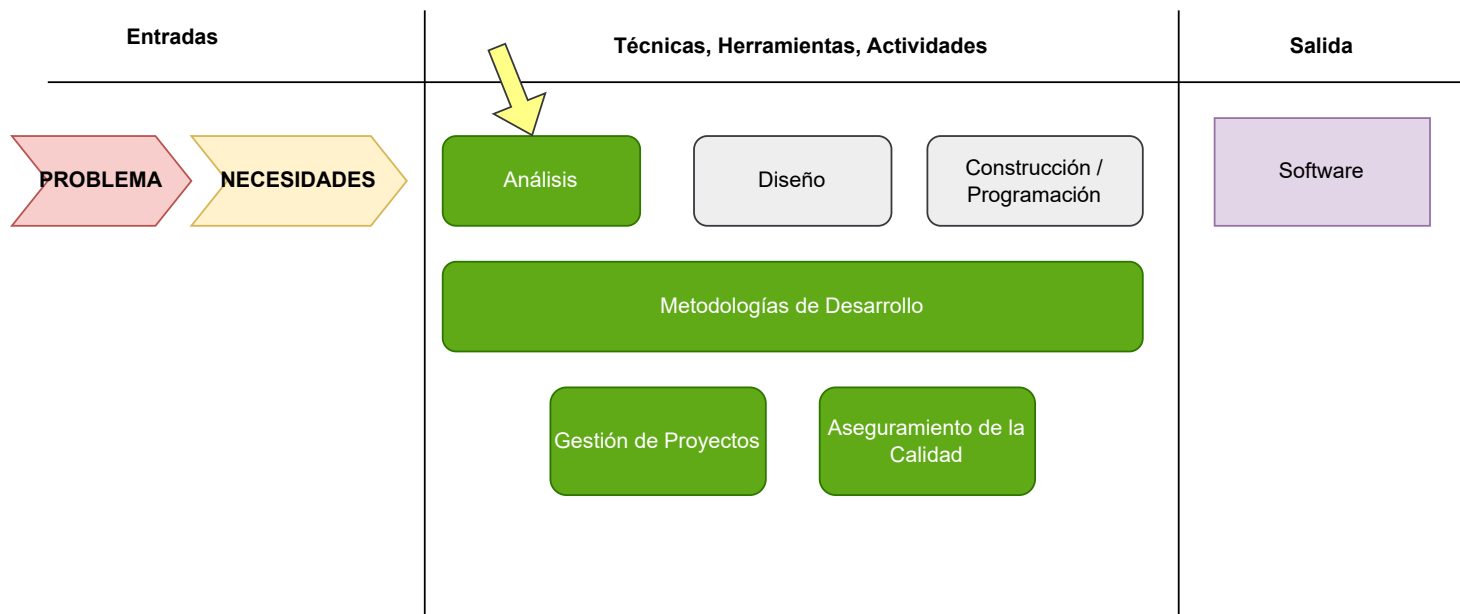 Entradas
Técnicas, Herramientas, Actividades
Salida
PROBLEMA
NECESIDADES
Análisis
Diseño
Construcción /
Programación
Software
Metodologías de Desarrollo
Gestión de Proyectos
Aseguramiento de la
Calidad